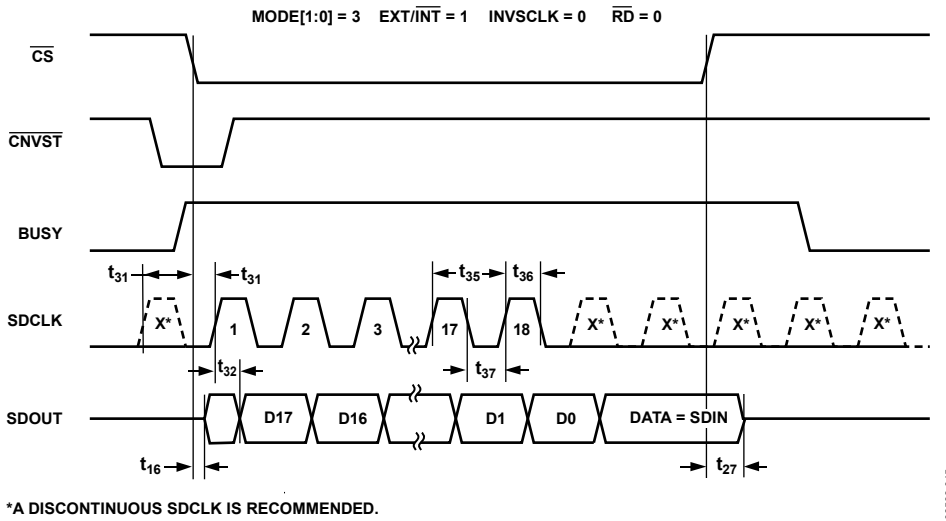 MODE[1:0] = 3 EXT/INT = 1 INVSCLK = 0 RD = 0
CS
CNVST
BUSY
t31 t31 t35 t36
SDCLK X* 1 2 3 17 18 X* X* X* X* X*
t32 t37
SDOUT D17 D16 D1 D0 DATA = SDIN
t16 t27
*A DISCONTINUOUS SDCLK IS RECOMMENDED.